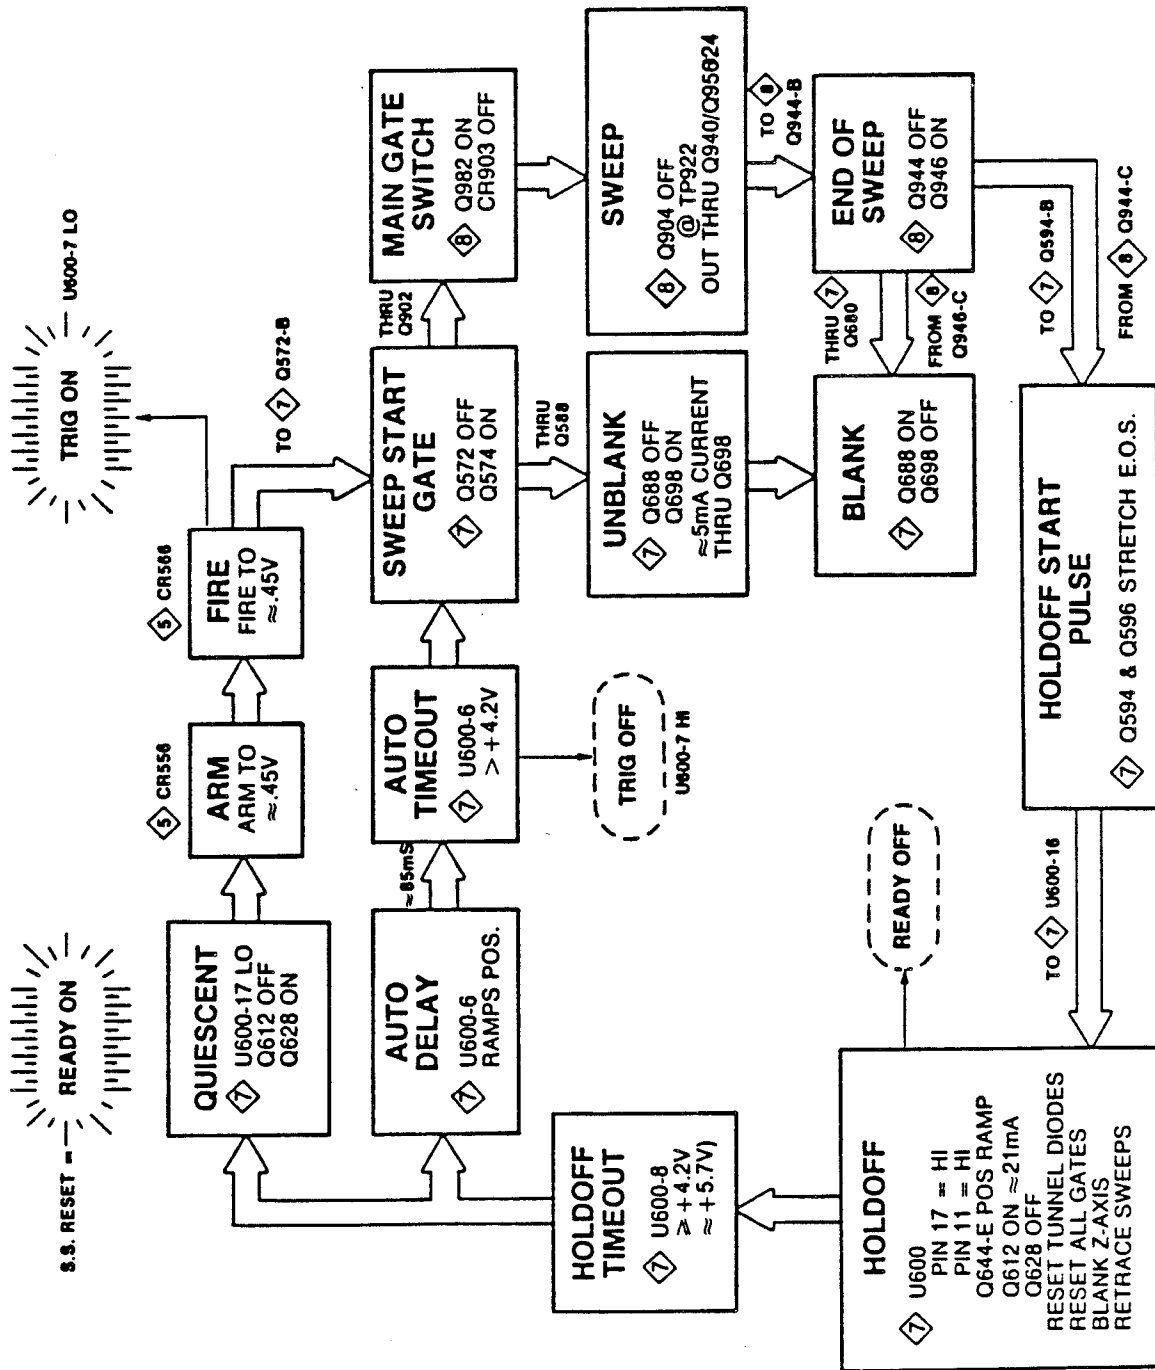 S.S. RESET =
READY ON
TRIG ON
U600-7 LO
QUIESCENT
7 U600-17 LO
Q612 OFF
Q628 ON
5 CR556
ARM
ARM TO
≈.45V
5 CR566
FIRE
FIRE TO
≈.45V
TO 7 Q572-B
AUTO
DELAY
7 U600-6
RAMPS POS.
≈85mS
AUTO
TIMEOUT
7 U600-6
>+4.2V
TRIG OFF
U600-7 HI
SWEEP START
GATE
7 Q572 OFF
Q574 ON
THRU
Q902
MAIN GATE
SWITCH
8 Q982 ON
CR903 OFF
THRU
Q588
UNBLANK
7 Q688 OFF
Q698 ON
≈5mA CURRENT
THRU Q698
SWEEP
8 Q904 OFF
@ TP922
OUT THRU Q940/Q95824
TO 8
Q944-B
BLANK
7 Q688 ON
Q698 OFF
THRU 7
Q680
FROM 8
Q946-C
END OF
SWEEP
8 Q944 OFF
Q946 ON
HOLDOFF
TIMEOUT
7 U600-8
≥+4.2V
≈+5.7V)
READY OFF
TO 7 Q594-B
FROM 8 Q944-C
HOLDOFF
7 U600
PIN 17 = HI
PIN 11 = HI
Q644-E POS RAMP
Q612 ON ≈21mA
Q628 OFF
RESET TUNNEL DIODES
RESET ALL GATES
BLANK Z-AXIS
RETRACE SWEEPS
TO 7 U600-16
HOLDOFF START
PULSE
7 Q594 & Q596 STRETCH E.O.S.